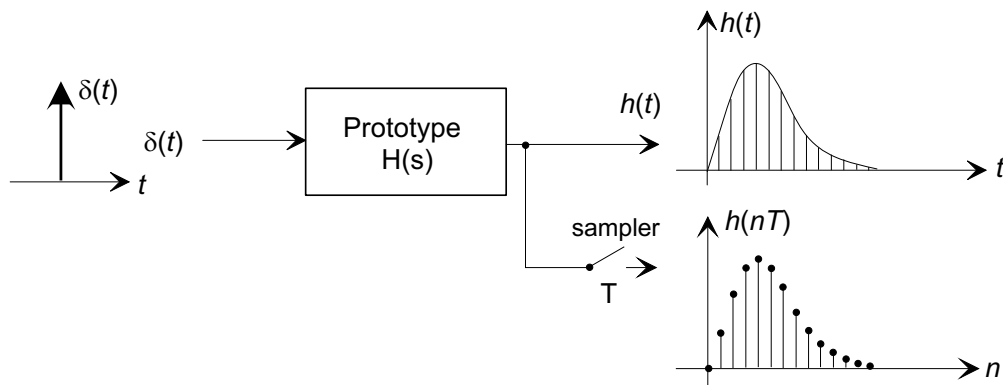 δ(t)
t
δ(t)
Prototype
H(s)
h(t)
h(t)
t
sampler
T
h(nT)
n